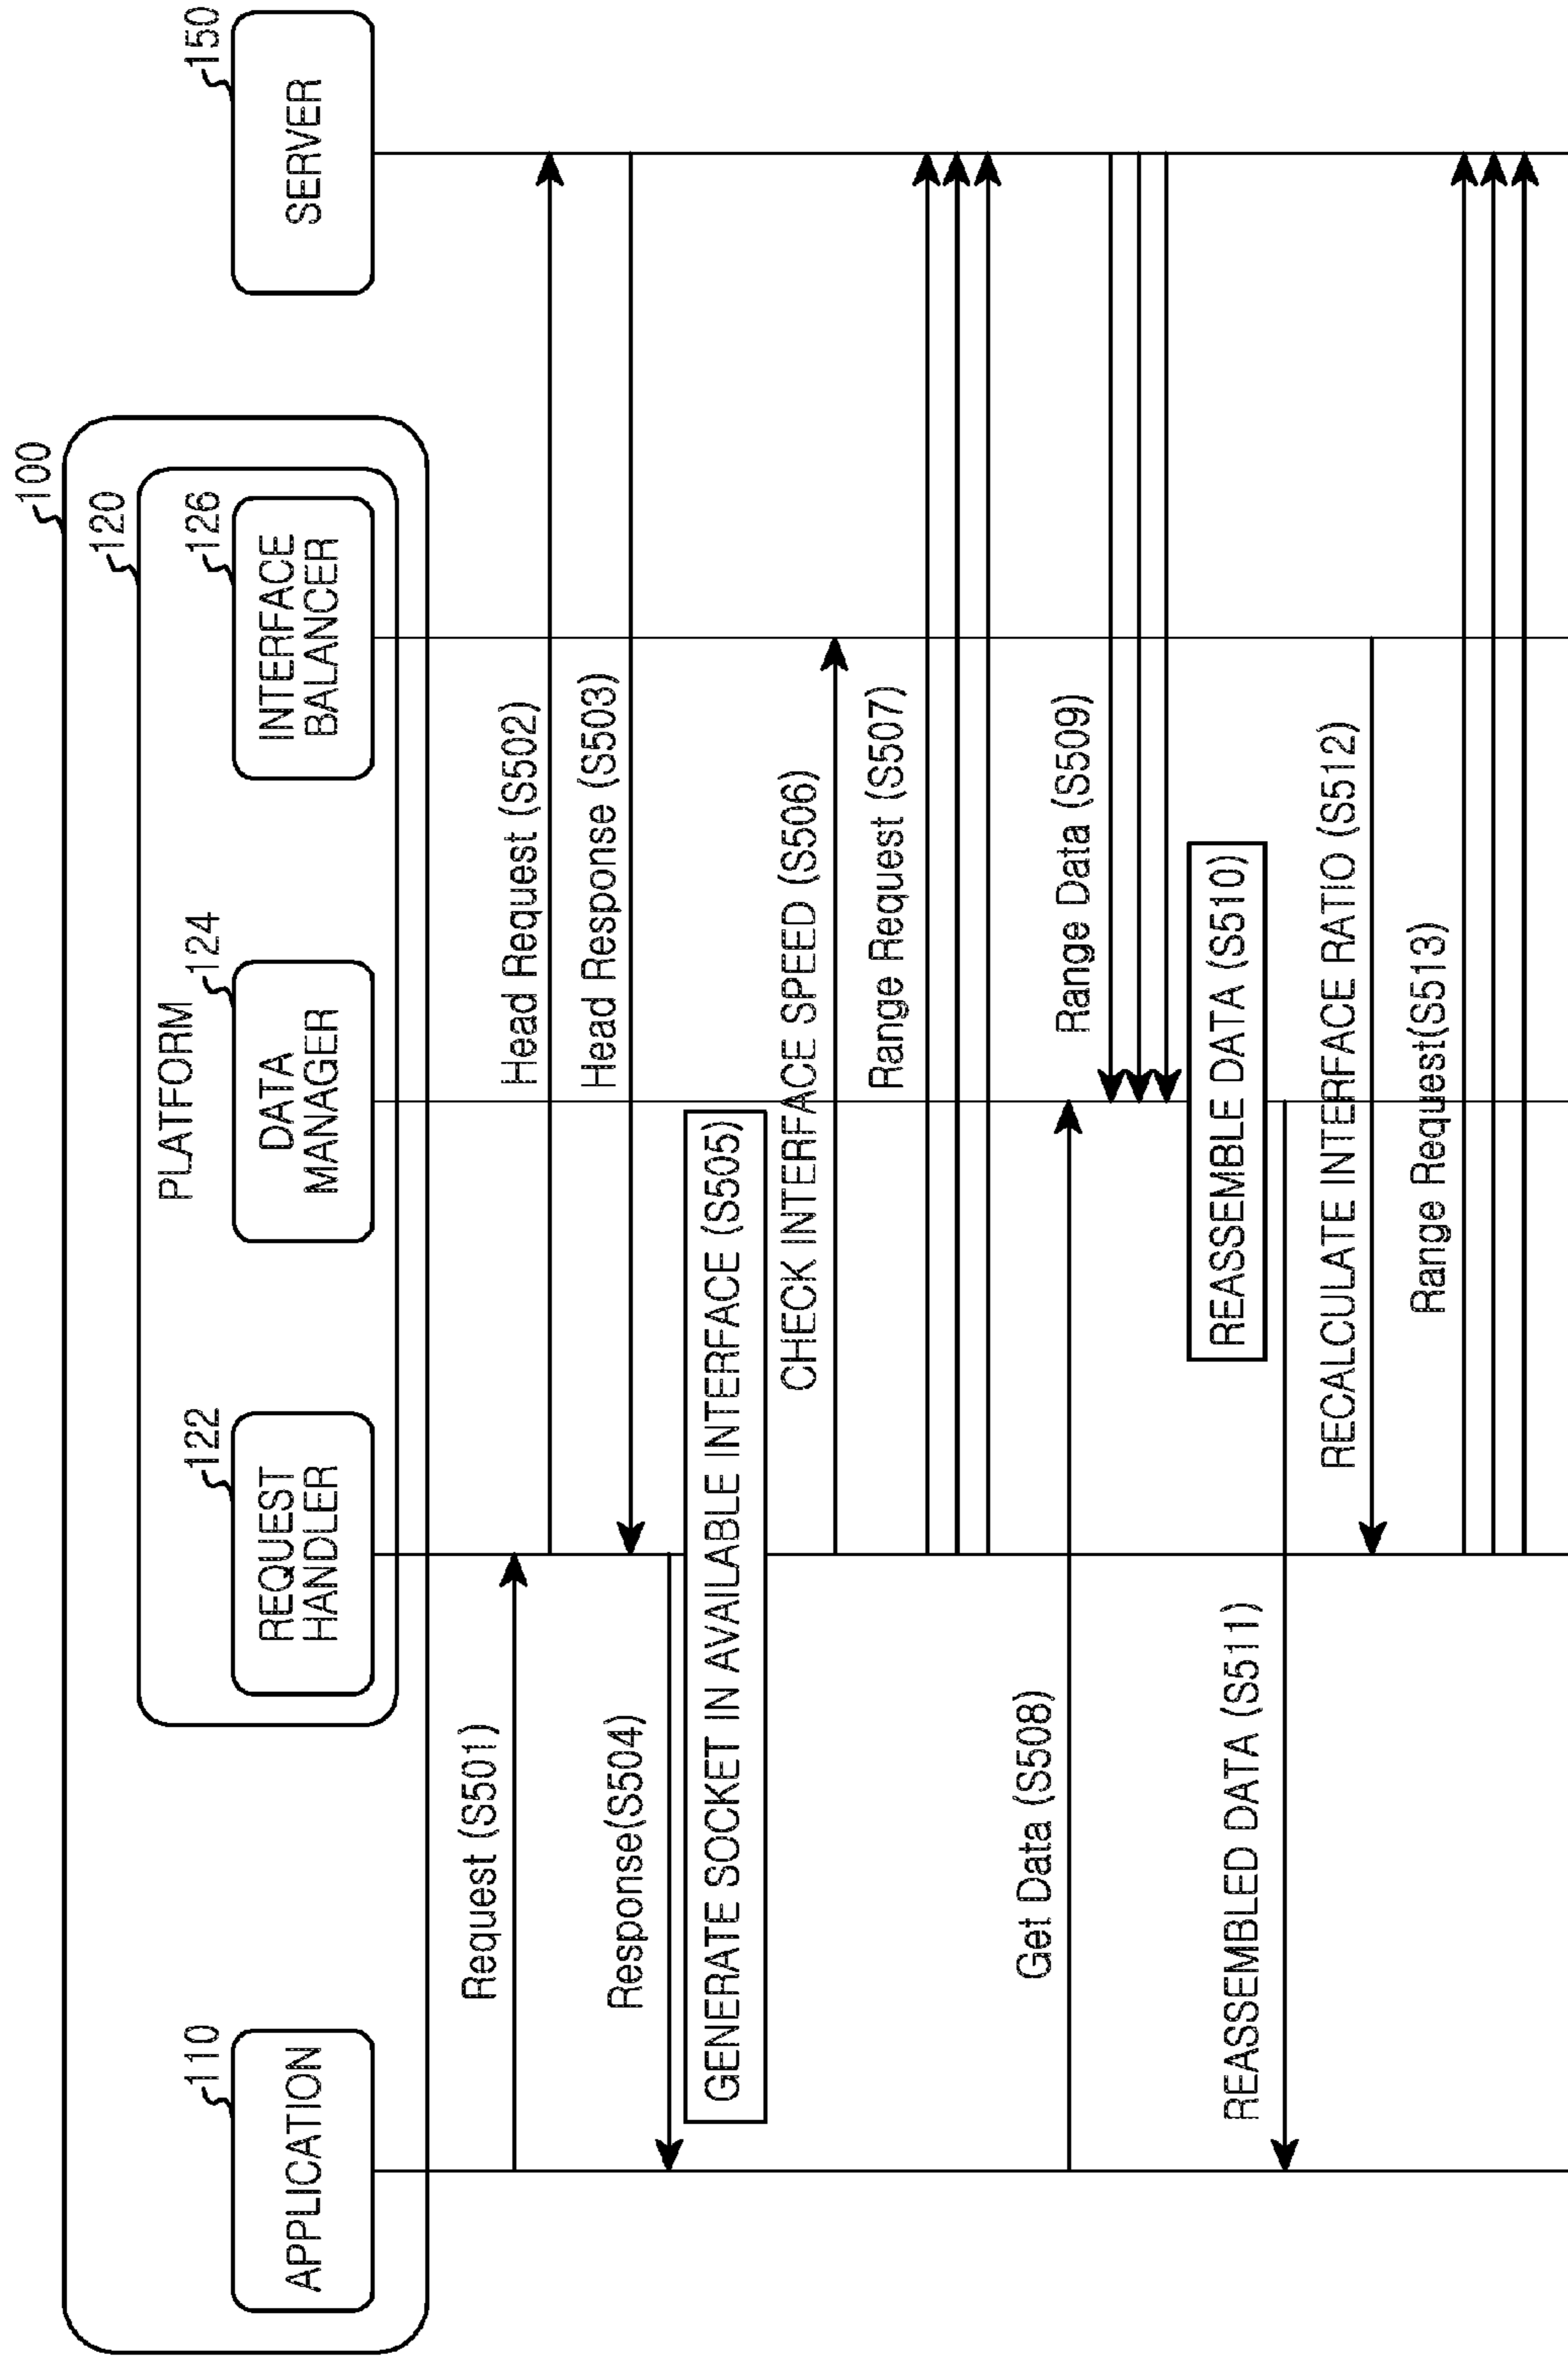 100
PLATFORM
120
110
122
124
126
150
APPLICATION
REQUEST
HANDLER
DATA
MANAGER
INTERFACE
BALANCER
SERVER
Request (S501)
Head Request (S502)
Head Response (S503)
Response(S504)
GENERATE SOCKET IN AVAILABLE INTERFACE (S505)
CHECK INTERFACE SPEED (S506)
Range Request (S507)
Get Data (S508)
Range Data (S509)
REASSEMBLE DATA (S510)
REASSEMBLED DATA (S511)
RECALCULATE INTERFACE RATIO (S512)
Range Request(S513)